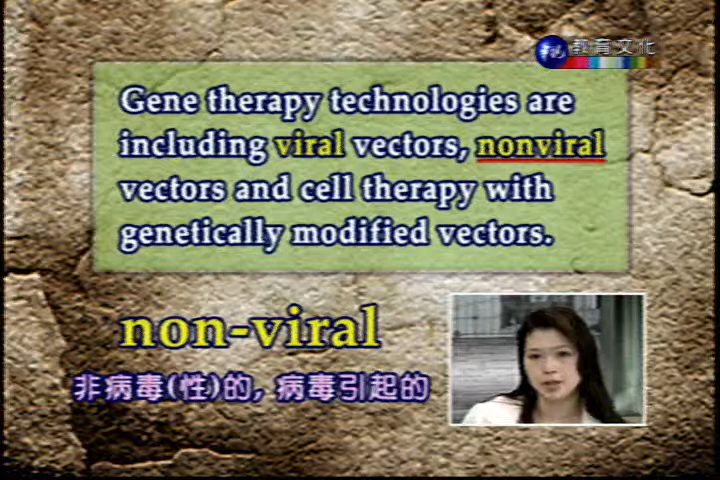 教育文化
Gene therapy technologies are
including viral vectors, nonviral
vectors and cell therapy with
genetically modified vectors.
non-viral
非病毒(性)的, 病毒引起的